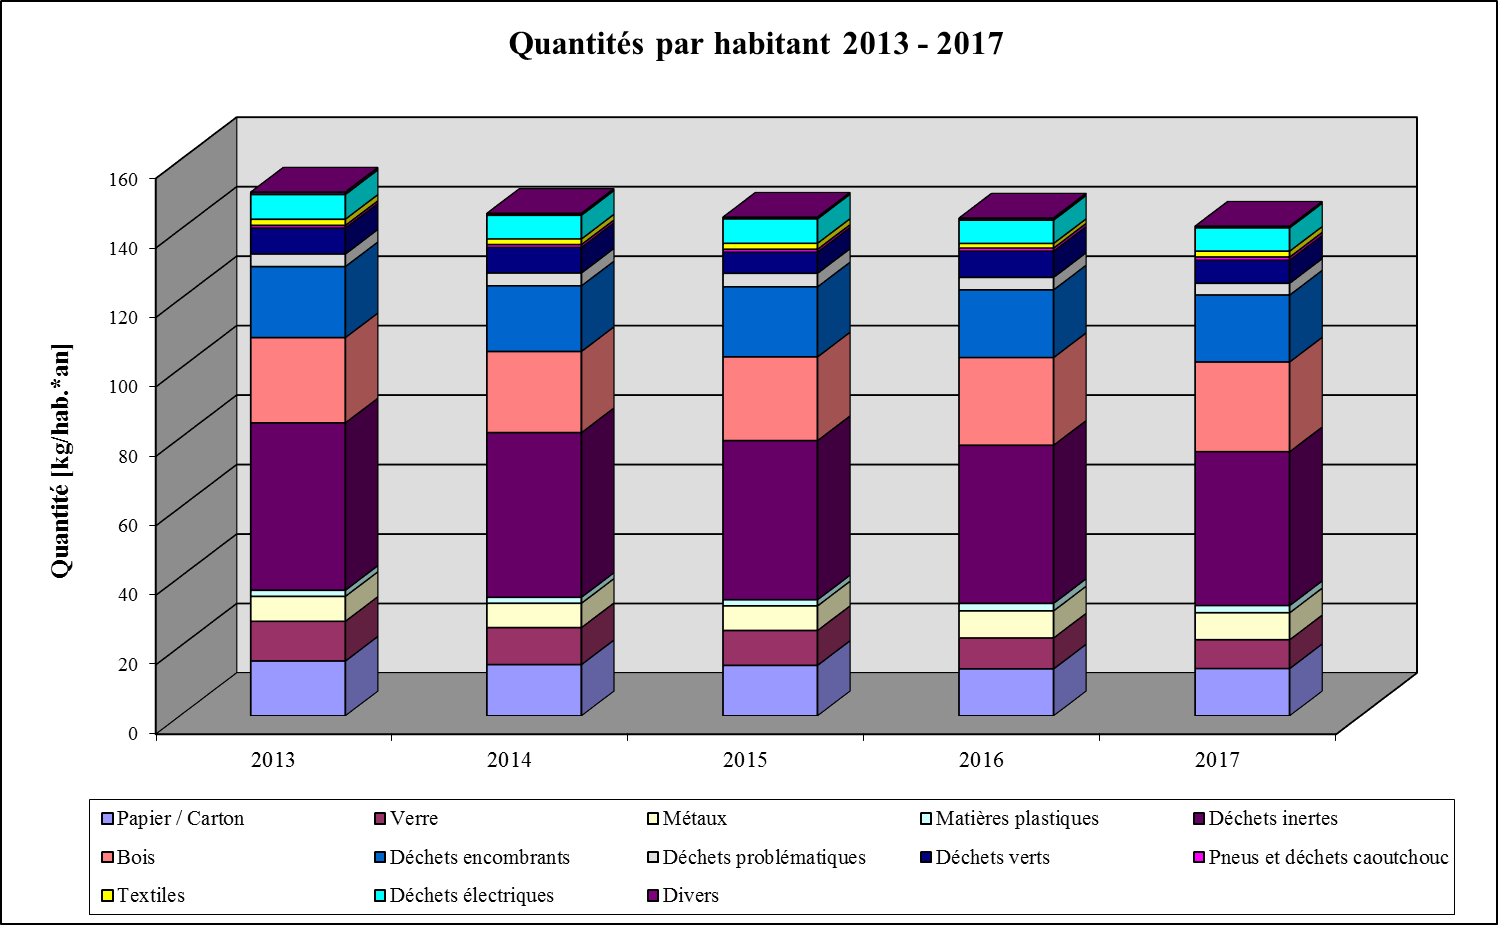 Quantités par habitant 2013 - 2017
Quantité [kg/hab.*an]
160
140
120
100
80
60
40
20
0
2013 2014 2015 2016 2017
Papier / Carton Verre Métaux Matières plastiques Déchets inertes
Bois Déchets encombrants Déchets problématiques Déchets verts Pneus et déchets caoutchouc
Textiles Déchets électriques Divers